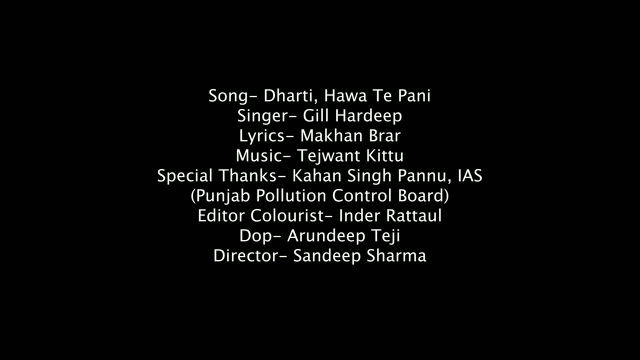 Song- Dharti, Hawa Te Pani
Singer- Gill Hardeep
Lyrics- Makhan Brar
Music- Tejwant Kittu
Special Thanks- Kahan Singh Pannu, IAS
(Punjab Pollution Control Board)
Editor Colourist- Inder Rattaul
Dop- Arundeep Teji
Director- Sandeep Sharma